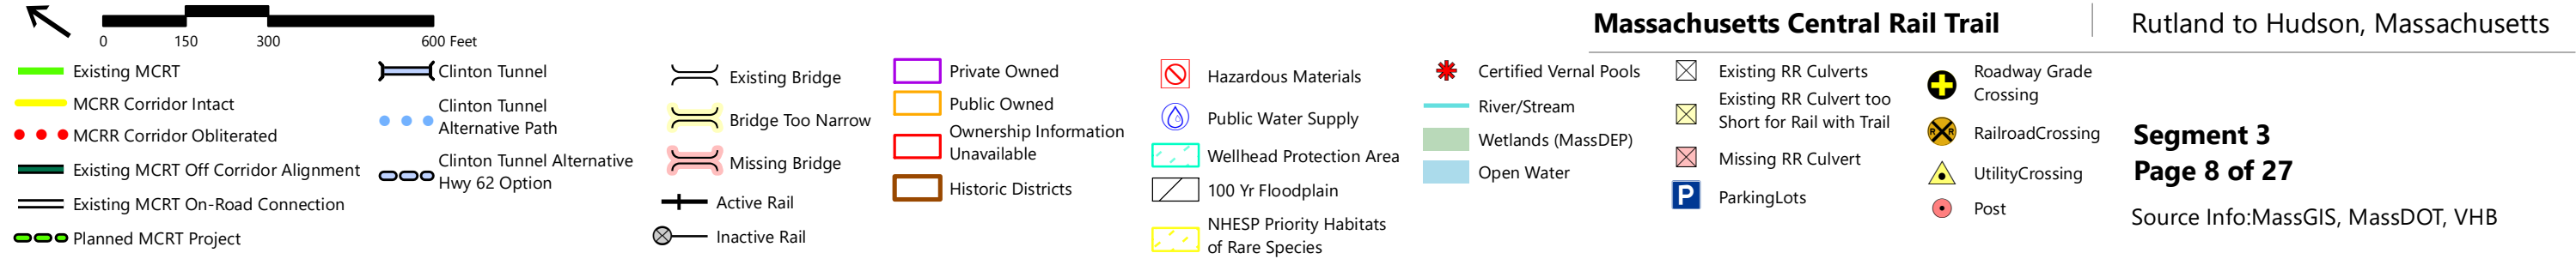 Massachusetts Central Rail Trail
Rutland to Hudson, Massachusetts
0 150 300 600 Feet
Existing MCRT
MCRR Corridor Intact
MCRR Corridor Obliterated
Existing MCRT Off Corridor Alignment
Existing MCRT On-Road Connection
Planned MCRT Project
Clinton Tunnel
Clinton Tunnel
Alternative Path
Clinton Tunnel Alternative
Hwy 62 Option
Existing Bridge
Bridge Too Narrow
Missing Bridge
Active Rail
Inactive Rail
Private Owned
Public Owned
Ownership Information
Unavailable
Historic Districts
Hazardous Materials
Public Water Supply
Wellhead Protection Area
100 Yr Floodplain
NHESP Priority Habitats
of Rare Species
Certified Vernal Pools
River/Stream
Wetlands (MassDEP)
Open Water
Existing RR Culverts
Existing RR Culvert too
Short for Rail with Trail
Missing RR Culvert
P
ParkingLots
Roadway Grade
Crossing
R R
RailroadCrossing
UtilityCrossing
Post
Segment 3
Page 8 of 27
Source Info:MassGIS, MassDOT, VHB